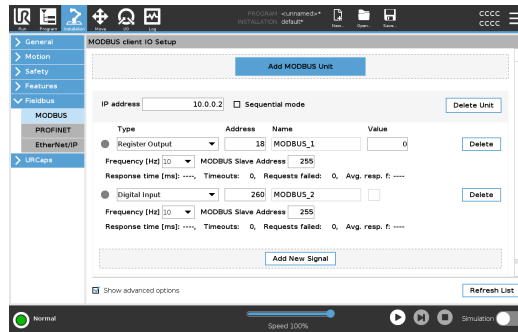 PROGRAM <unnamed>*
INSTALLATION default*
Run Program Installation Move I/O Log
New... Open... Save...
CCCC
CCCC
General
Motion
Safety
Features
Fieldbus
MODBUS
PROFINET
EtherNet/IP
URCaps
MODBUS client IO Setup
Add MODBUS Unit
IP address 10.0.0.2 Sequential mode Delete Unit
Type Address Name Value
Register Output 18 MODBUS_1 0 Delete
Frequency [Hz] 10 MODBUS Slave Address 255
Response time [ms]: ----, Timeouts: 0, Requests failed: 0, Avg. resp. f: ----
Digital Input 260 MODBUS_2 Delete
Frequency [Hz] 10 MODBUS Slave Address 255
Response time [ms]: ----, Timeouts: 0, Requests failed: 0, Avg. resp. f: ----
Add New Signal
Show advanced options Refresh List
Normal Speed 100% Simulation